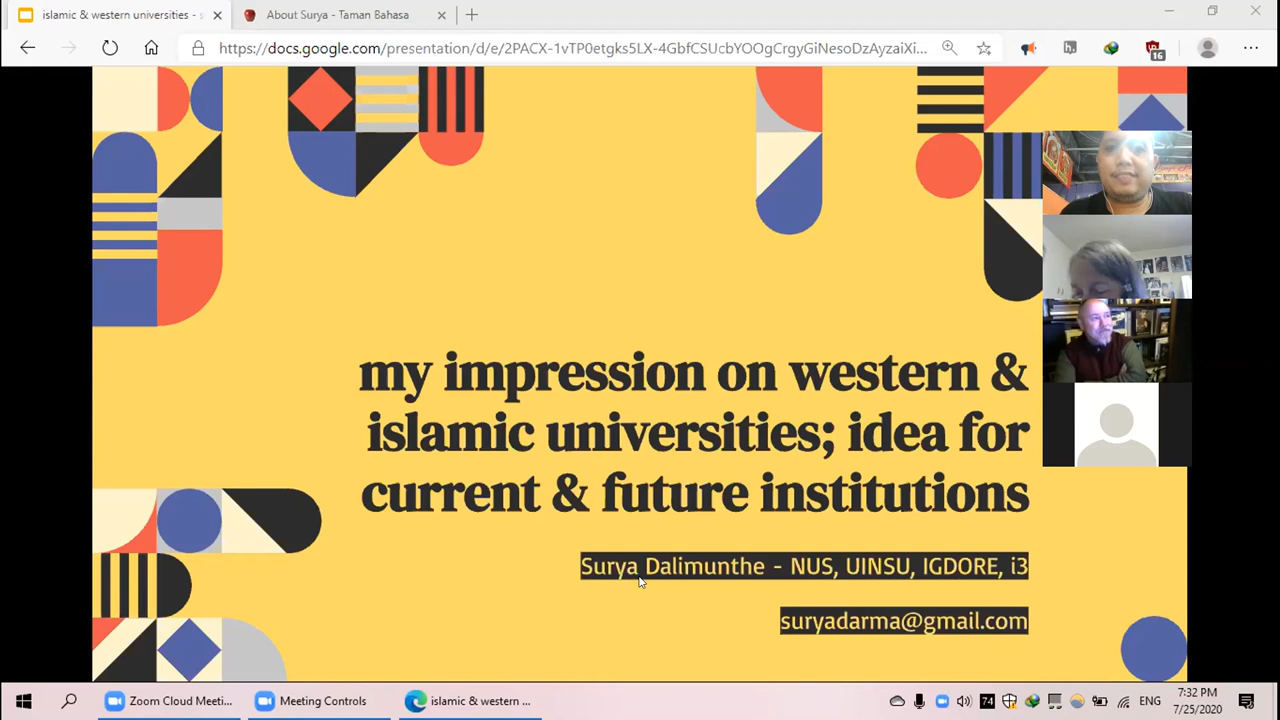 islamic & western universities - s
About Surya - Taman Bahasa
https://docs.google.com/presentation/d/e/2PACX-1vTP0etgks5LX-4GbfCSUcbYOOgCrgyGiNesoDzAyzaiXi...
16
my impression on western &
islamic universities; idea for
current & future institutions
Surya Dalimunthe - NUS, UINSU, IGDORE, i3
suryadarma@gmail.com
Zoom Cloud Meeti...
Meeting Controls
islamic & western ...
74
ENG
7:32 PM
7/25/2020